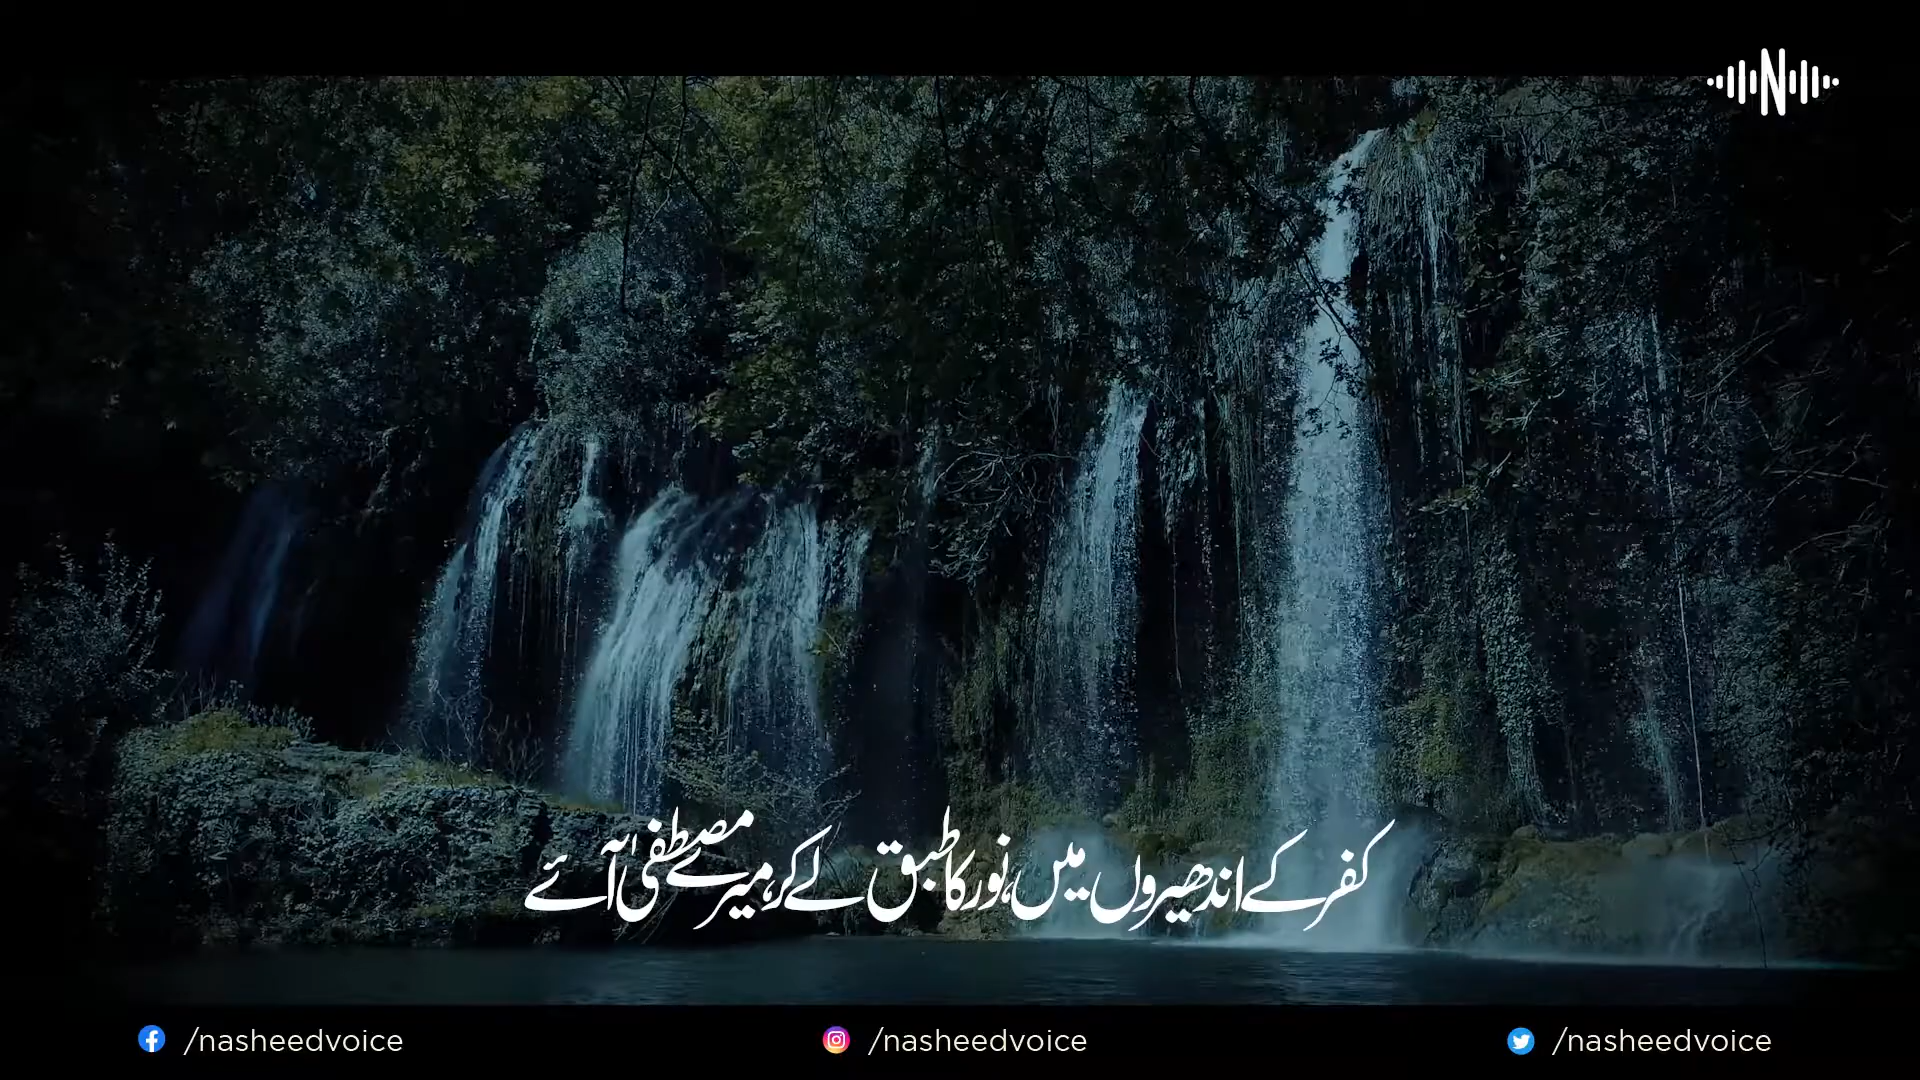 کفر کے اندھیروں میں، نور کا طبق لے کر، میرے مصطفیٰ آئے
/nasheedvoice
/nasheedvoice
/nasheedvoice